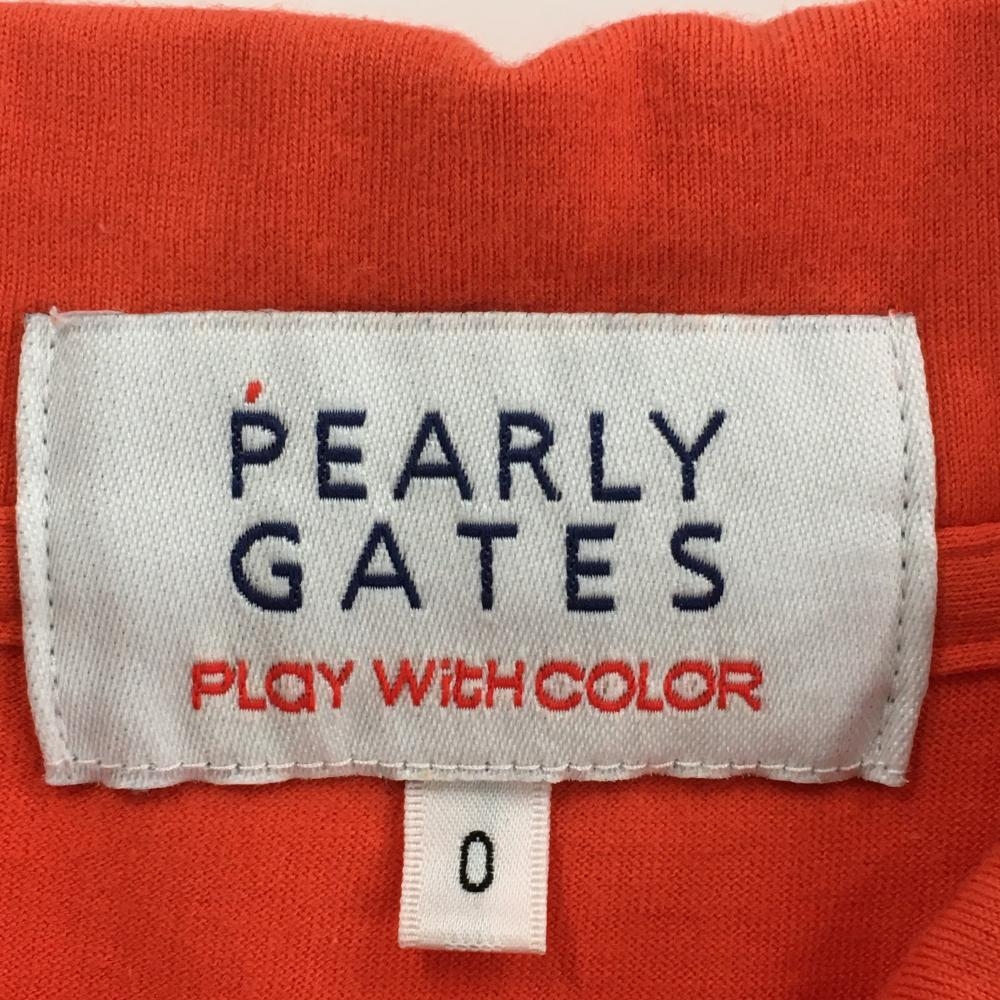 PEARLY
GATES
PLay WitHCOLOR
0